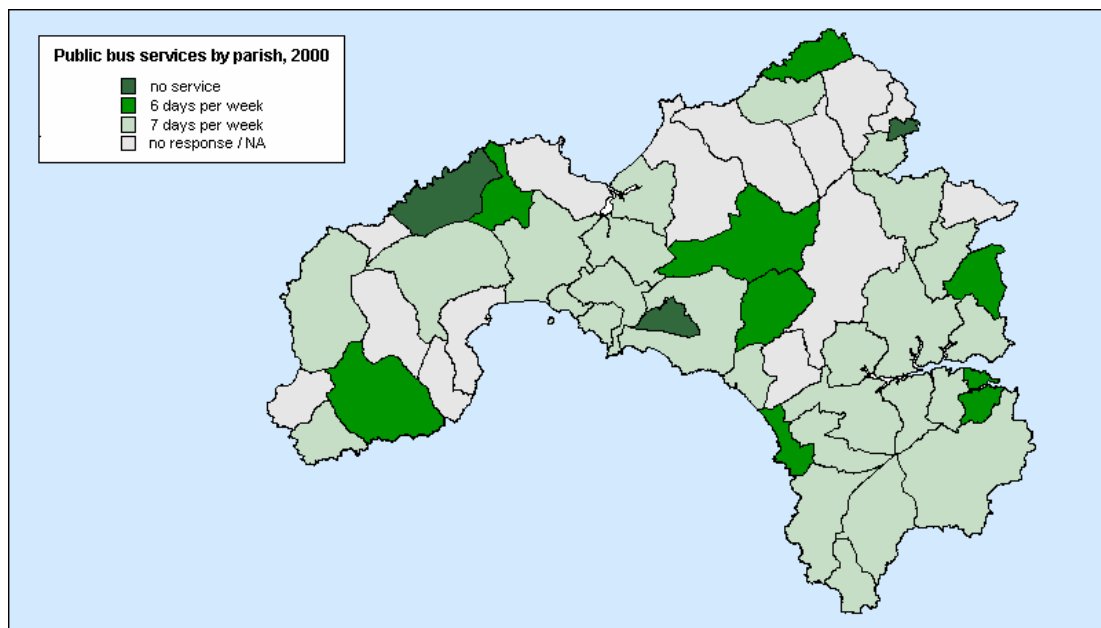 Public bus services by parish, 2000
no service
6 days per week
7 days per week
no response / NA